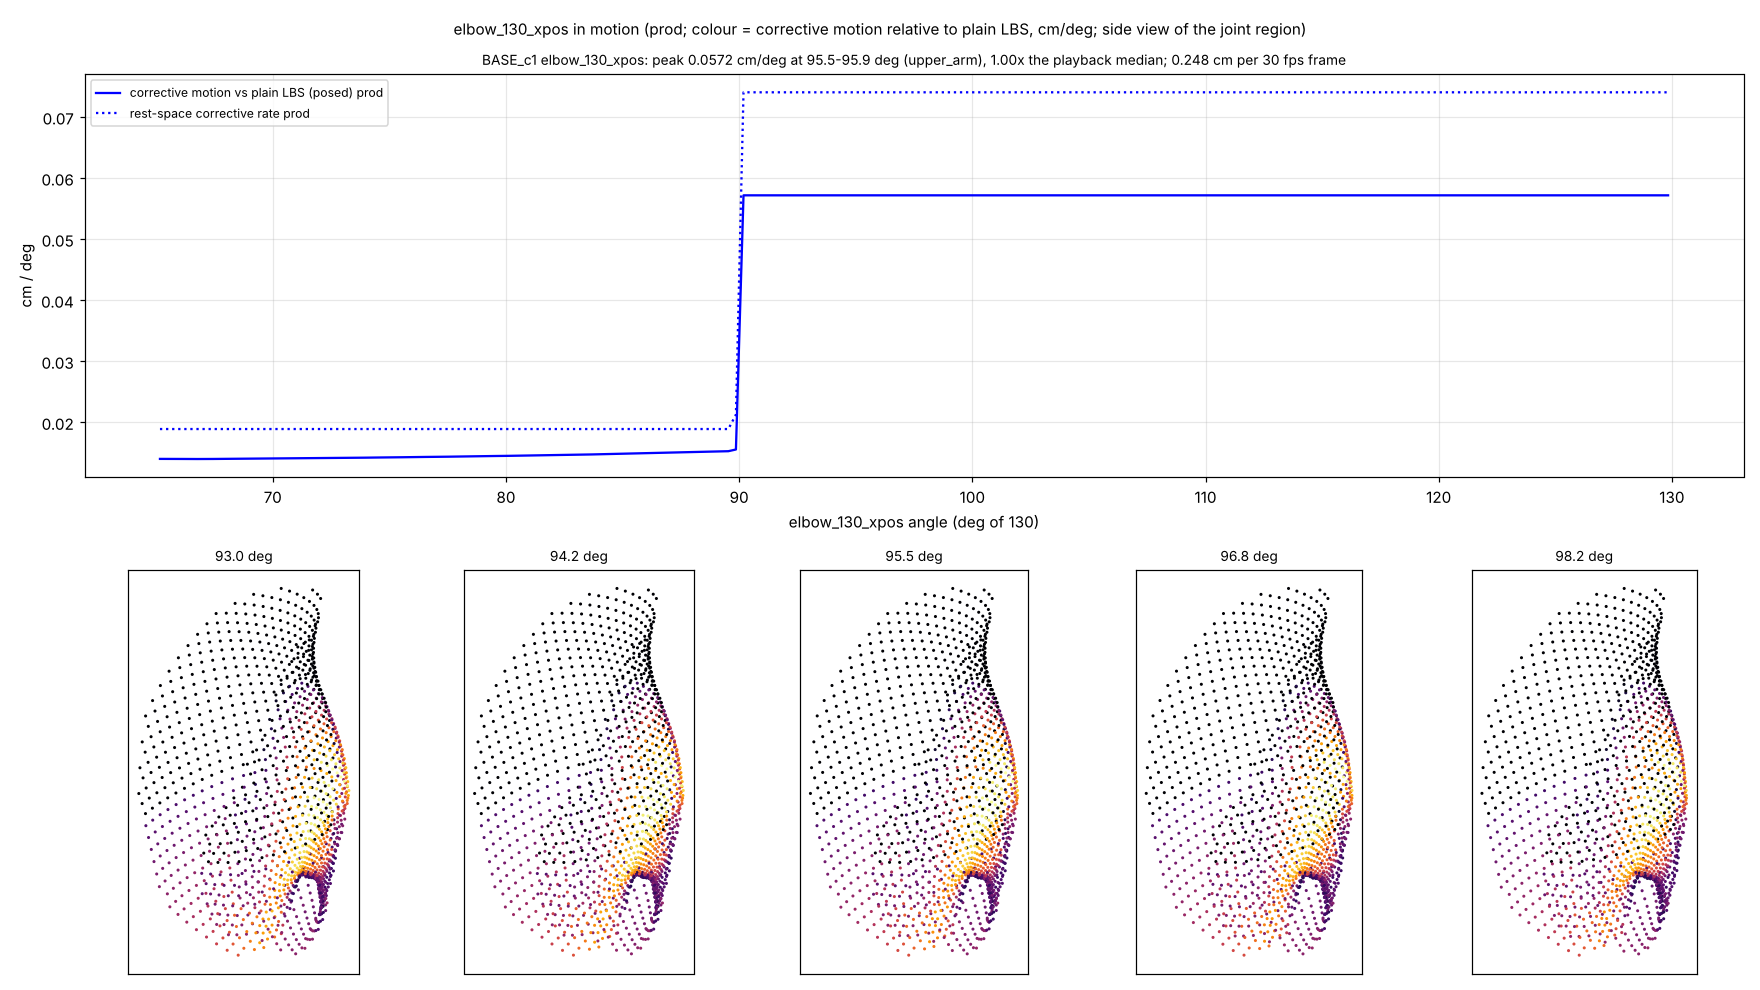 elbow_130_xpos in motion (prod; colour = corrective motion relative to plain LBS, cm/deg; side view of the joint region)
BASE_c1 elbow_130_xpos: peak 0.0572 cm/deg at 95.5-95.9 deg (upper_arm), 1.00x the playback median; 0.248 cm per 30 fps frame
corrective motion vs plain LBS (posed) prod
rest-space corrective rate prod
cm / deg
0.07
0.06
0.05
0.04
0.03
0.02
70 80 90 100 110 120 130
elbow_130_xpos angle (deg of 130)
93.0 deg 94.2 deg 95.5 deg 96.8 deg 98.2 deg